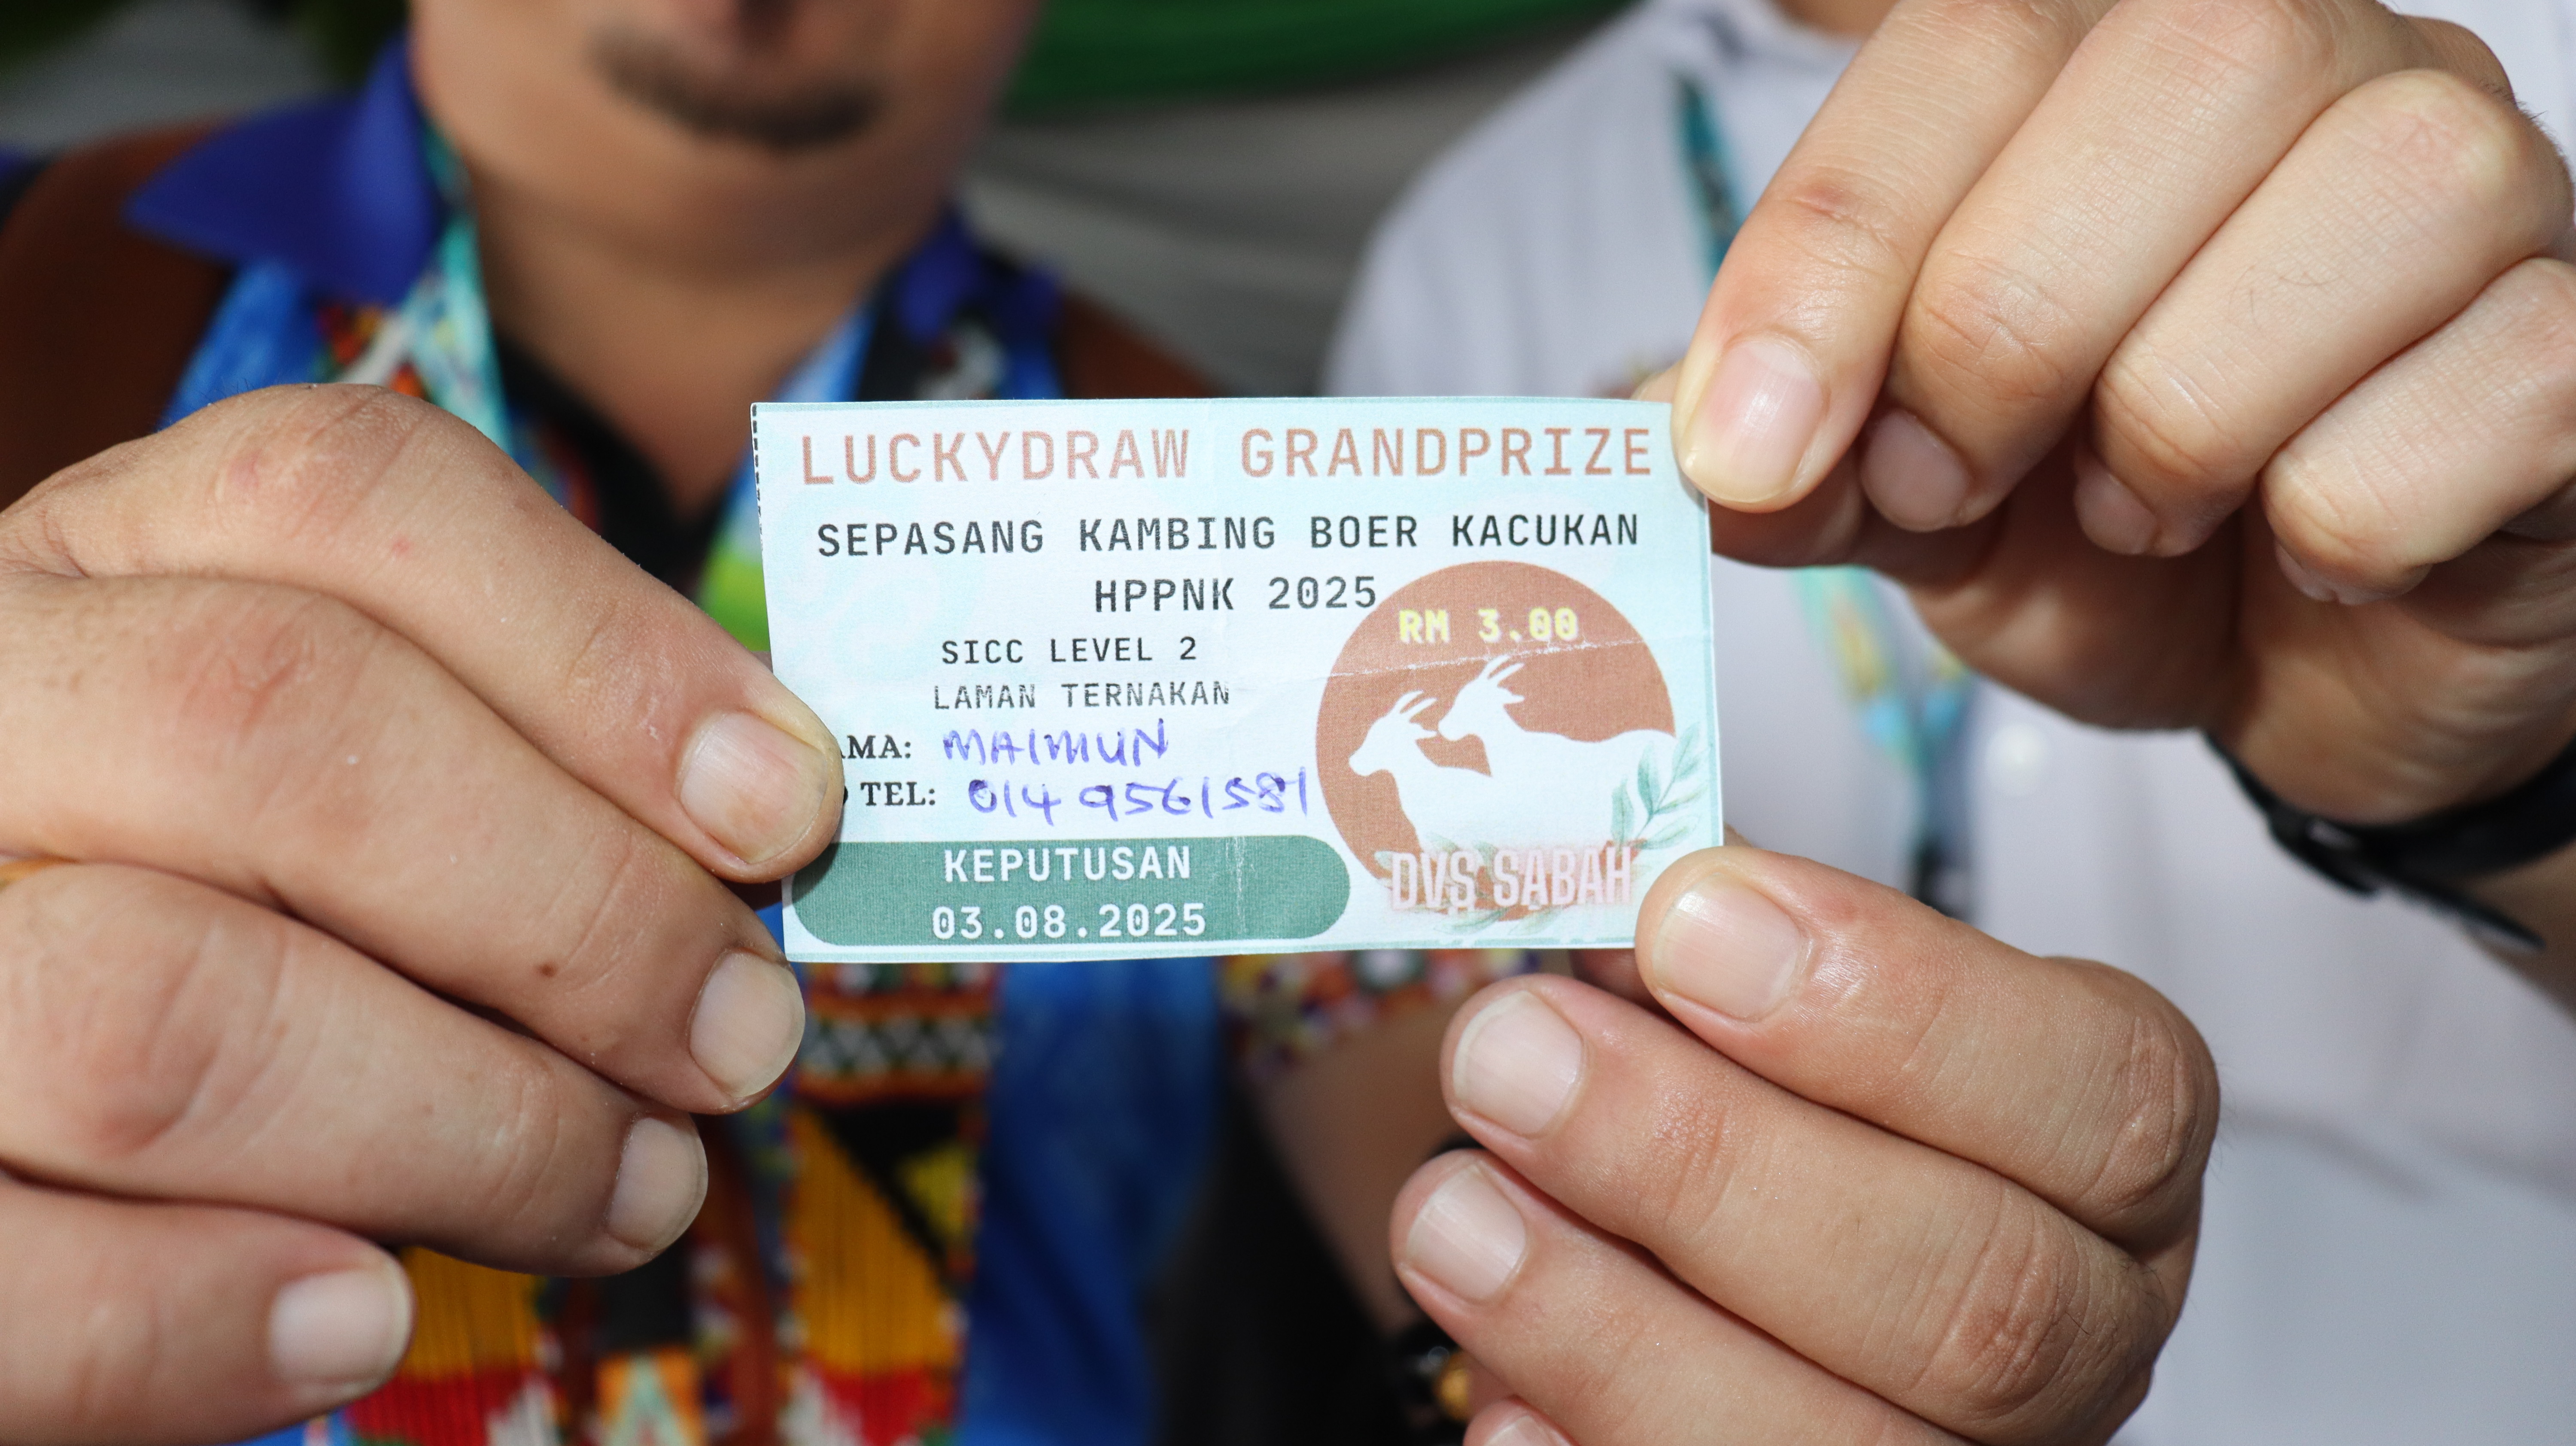 LUCKYDRAW GRANDPRIZE
SEPASANG KAMBING BOER KACUKAN
HPPNK 2025
RM 3.00
SICC LEVEL 2
LAMAN TERNAKAN
AMA: MAIMUN
TEL: 014 9561581
KEPUTUSAN
03.08.2025
DVS SABAH